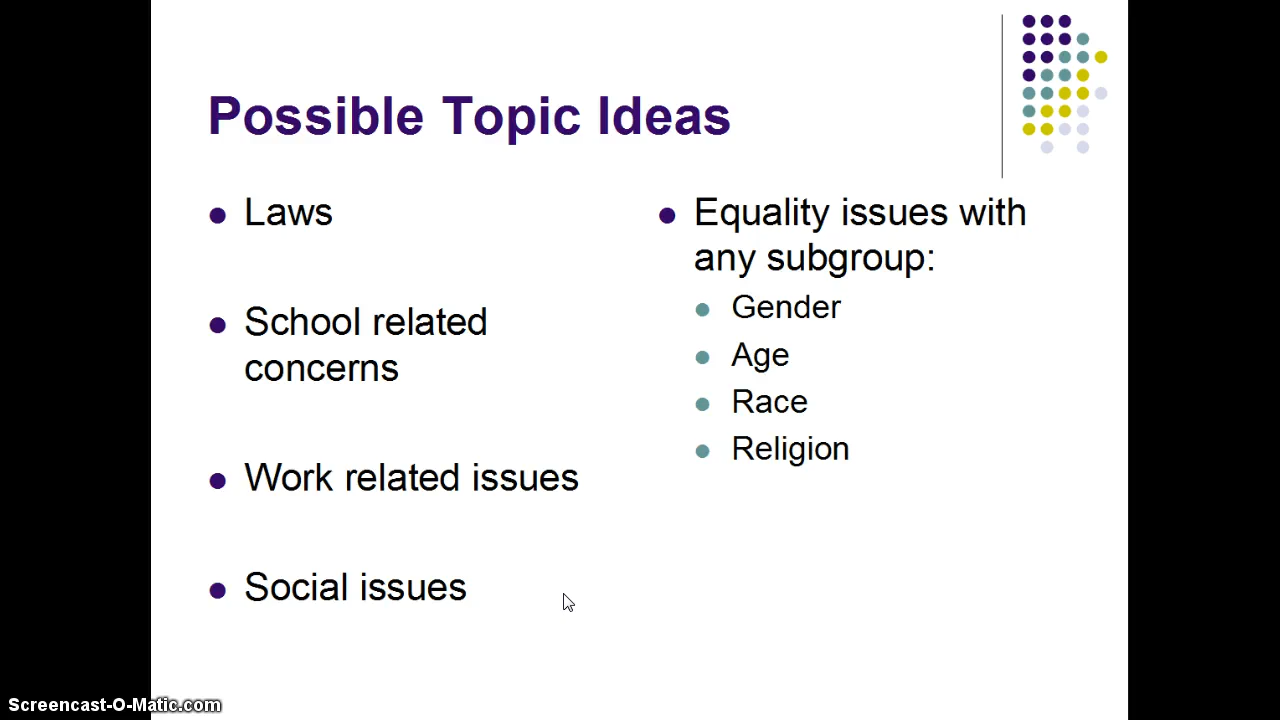 Possible Topic Ideas
Laws
School related
concerns
Work related issues
Social issues
Equality issues with
any subgroup:
Gender
Age
Race
Religion
Screencast-O-Matic.com